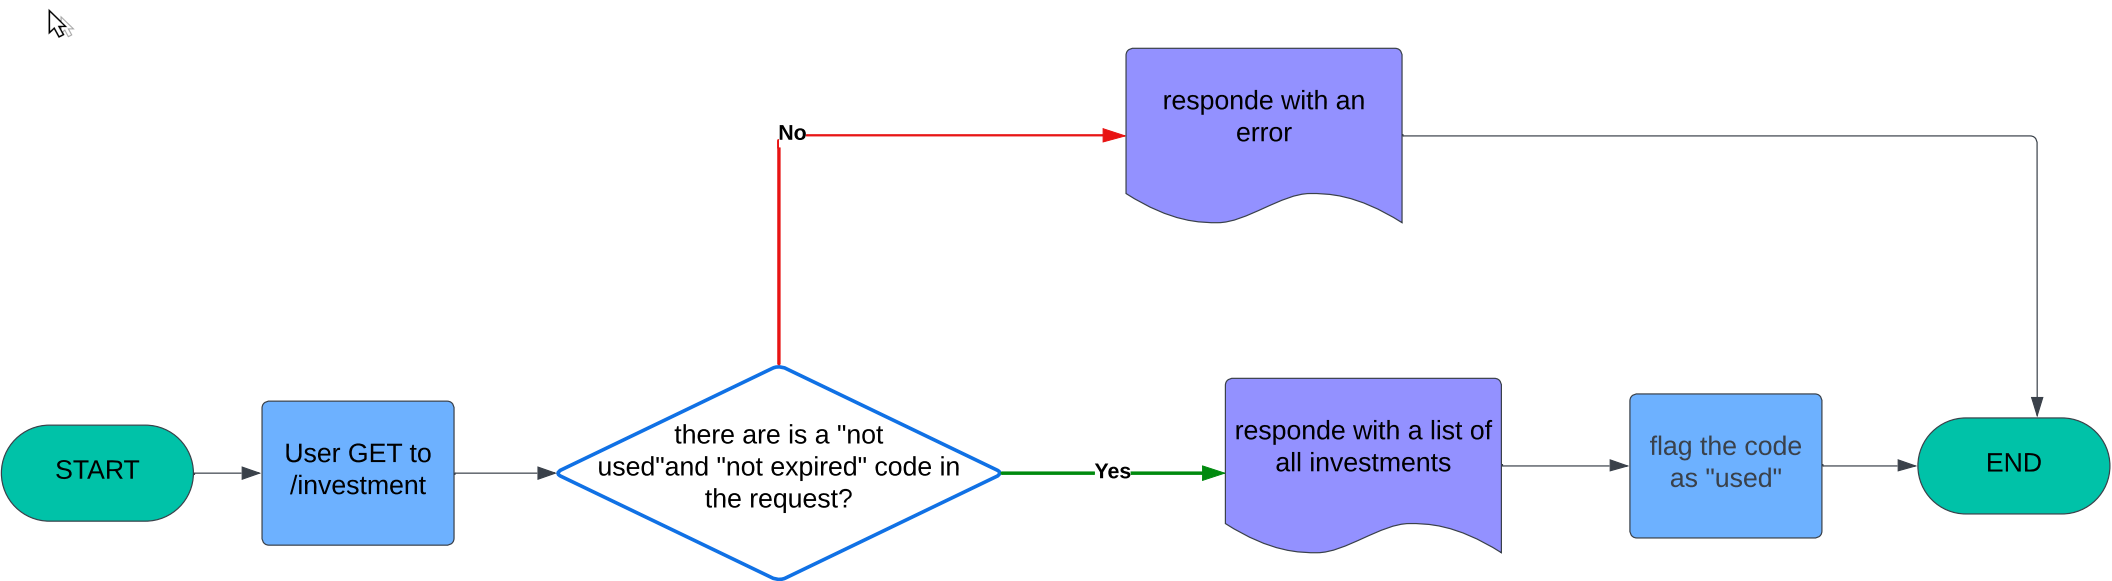 START
User GET to
/investment
there are is a "not
used"and "not expired" code in
the request?
No
responde with an
error
Yes
responde with a list of
all investments
flag the code
as "used"
END